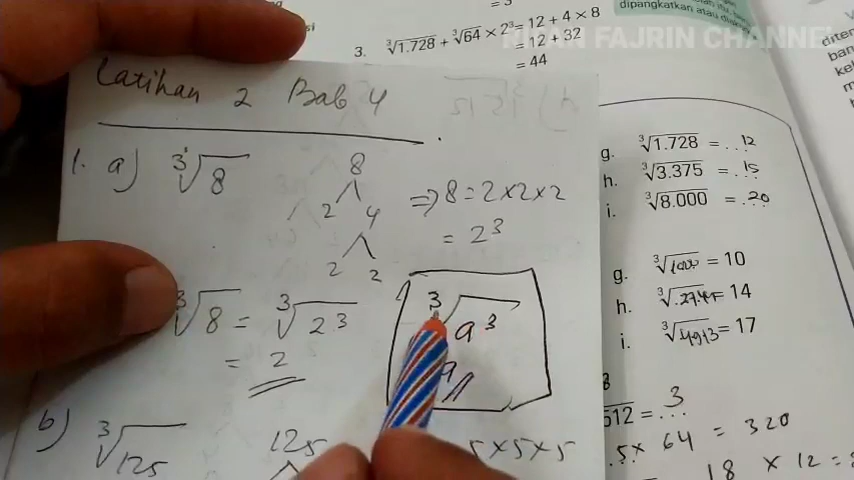 = 3
dipangkatkan atau
3. ∛1.728 + ∛64 × 2³ = 12 + 4 × 8
= 12 + 32
= 44
FAJRIN CHANNEL
Latihan 2 Bab 4
1. a) ∛8
8
2 4
2 2
⇒ 8 = 2 × 2 × 2
= 2³
∛8 = ∛2³
= 2
∛a³
b) ∛125
125
5 × 5 × 5
g. ∛1.728 = ...12
h. ∛3.375 = ...15
i. ∛8.000 = ...20
g. ∛1000 = 10
h. ∛2744 = 14
i. ∛4913 = 17
512 = ...3
5 × 64 = 320
18 × 12 =